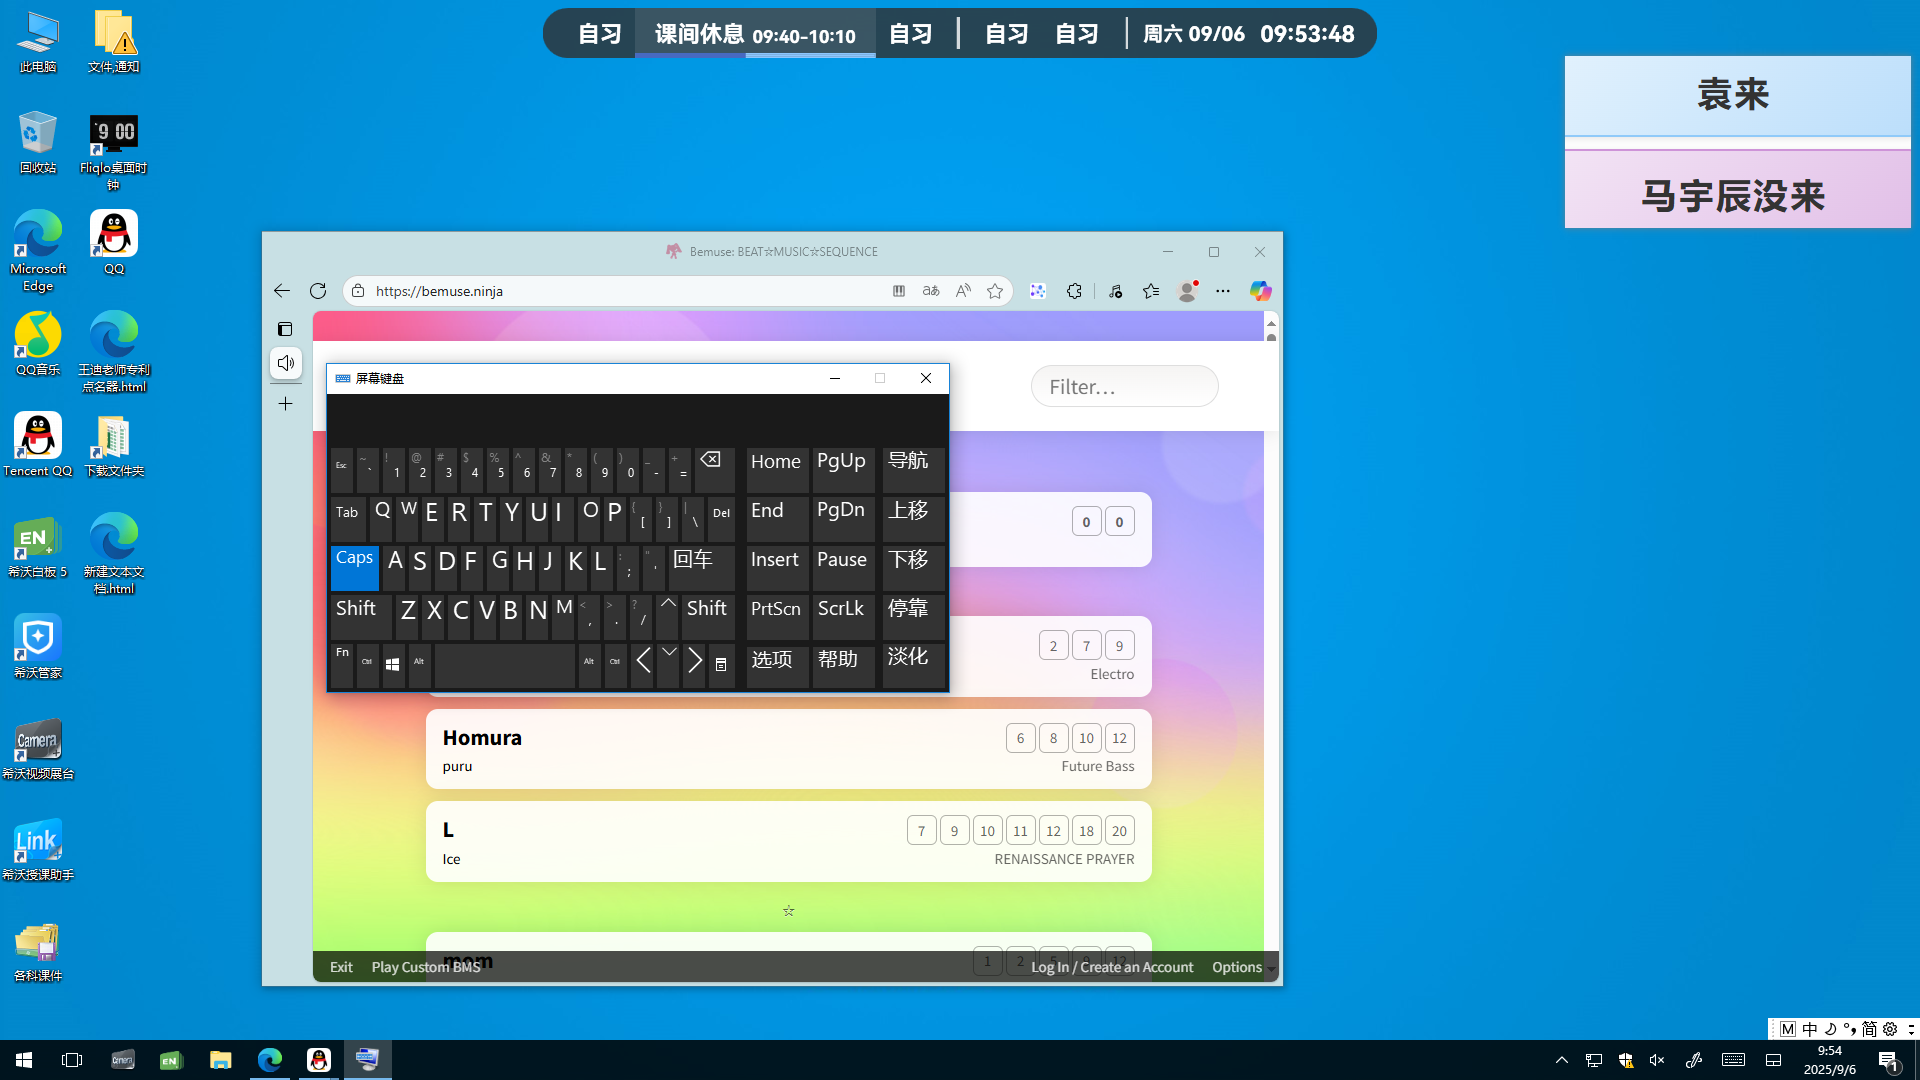 自习 课间休息 09:40-10:10 自习 | 自习 自习 | 周六 09/06 09:53:48
袁来
马宇辰没来
此电脑
文件,通知
回收站
9 00
Fliqlo桌面时
钟
Microsoft
Edge
QQ
QQ音乐
王迪老师专利
点名器.html
Tencent QQ
下载文件夹
EN
希沃白板 5
新建文本文
档.html
希沃管家
Camera
希沃视频展台
Link
希沃授课助手
各科课件
Bemuse: BEAT☆MUSIC☆SEQUENCE
https://bemuse.ninja
Filter…
屏幕键盘
Esc ~ ` ! 1 @ 2 # 3 $ 4 % 5 ^ 6 & 7 * 8 ( 9 ) 0 _ - + = Home PgUp 导航
Tab Q W E R T Y U I O P { [ } ] | \ Del End PgDn 上移
Caps A S D F G H J K L : ; " ' 回车 Insert Pause 下移
Shift Z X C V B N M < , > . ? / Shift PrtScn ScrLk 停靠
Fn Ctrl Alt Alt Ctrl 选项 帮助 淡化
0 0
2 7 9
Electro
Homura 6 8 10 12
puru Future Bass
L 7 9 10 11 12 18 20
Ice RENAISSANCE PRAYER
☆
mom 1 2 5 9 12
Exit Play Custom BMS Log In / Create an Account Options
M 中 简
Camera EN
9:54
2025/9/6
1